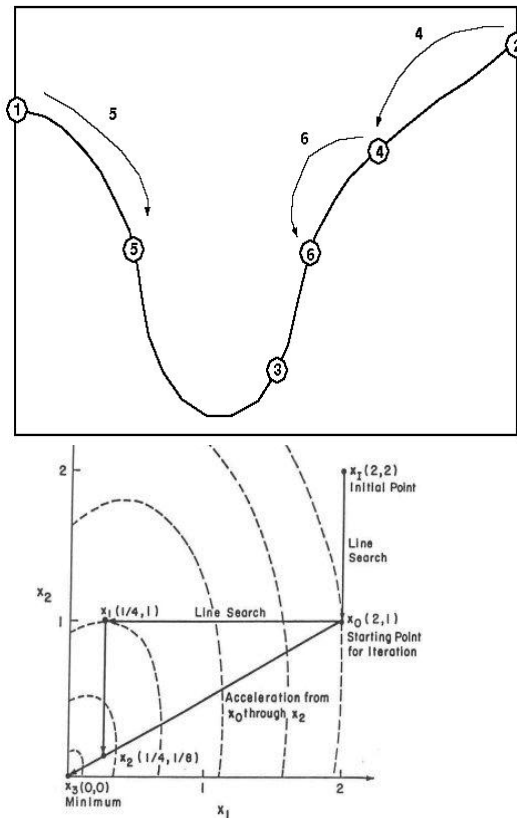 4
2
1
5
6
4
5
6
3
2
x_I (2,2)
Initial Point
Line
Search
x_2
x_1 (1/4,1)
Line Search
1
x_0 (2,1)
Starting Point
for Iteration
Acceleration from
x_0 through x_2
x_2 (1/4,1/8)
x_3(0,0)
Minimum
1
2
x_1